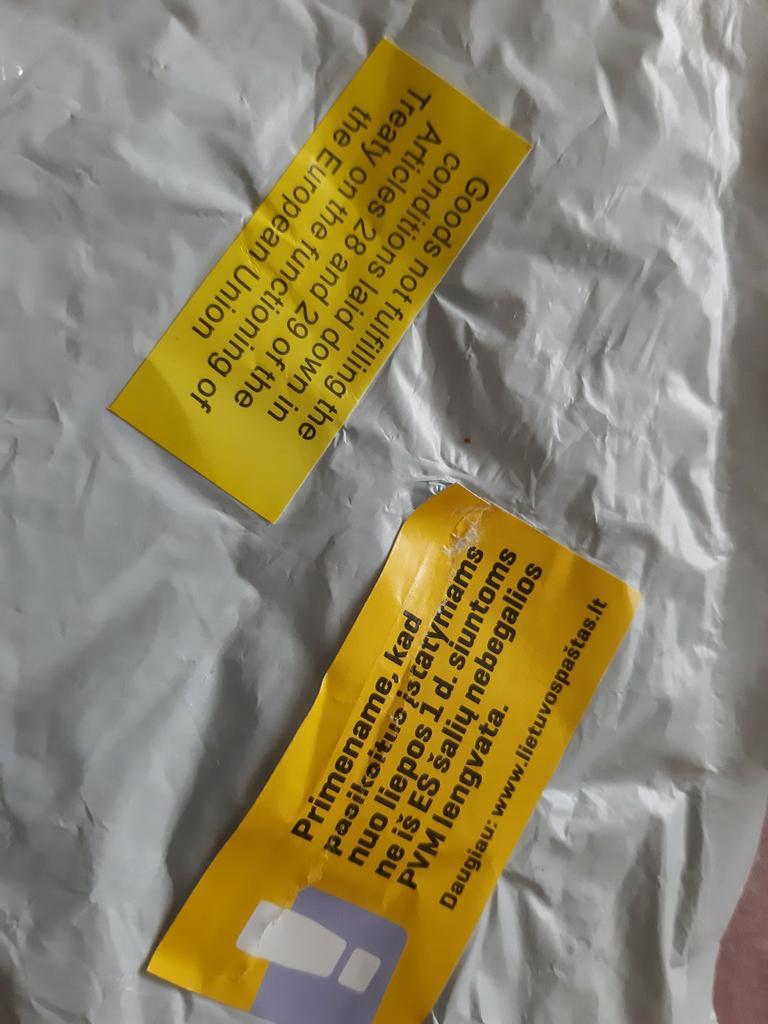 Goods not fulfilling the
conditions laid down in
Articles 28 and 29 of the
Treaty on the functioning of
the European Union
Primename, kad
pasikeitus įstatymams
nuo liepos 1 d. siuntoms
ne iš ES šalių nebegalios
PVM lengvata.
Daugiau: www.lietuvospaštas.lt